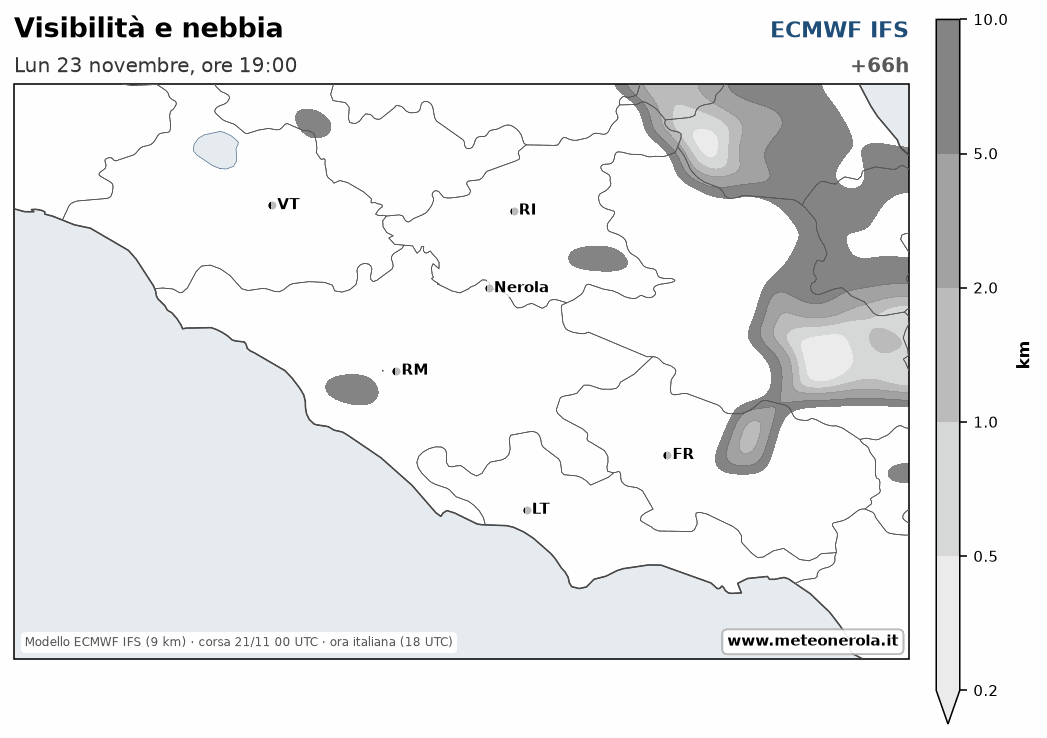 Visibilità e nebbia
ECMWF IFS
Lun 23 novembre, ore 19:00
+66h
10.0
5.0
2.0
1.0
0.5
0.2
km
VT
RI
Nerola
RM
FR
LT
Modello ECMWF IFS (9 km) · corsa 21/11 00 UTC · ora italiana (18 UTC)
www.meteonerola.it